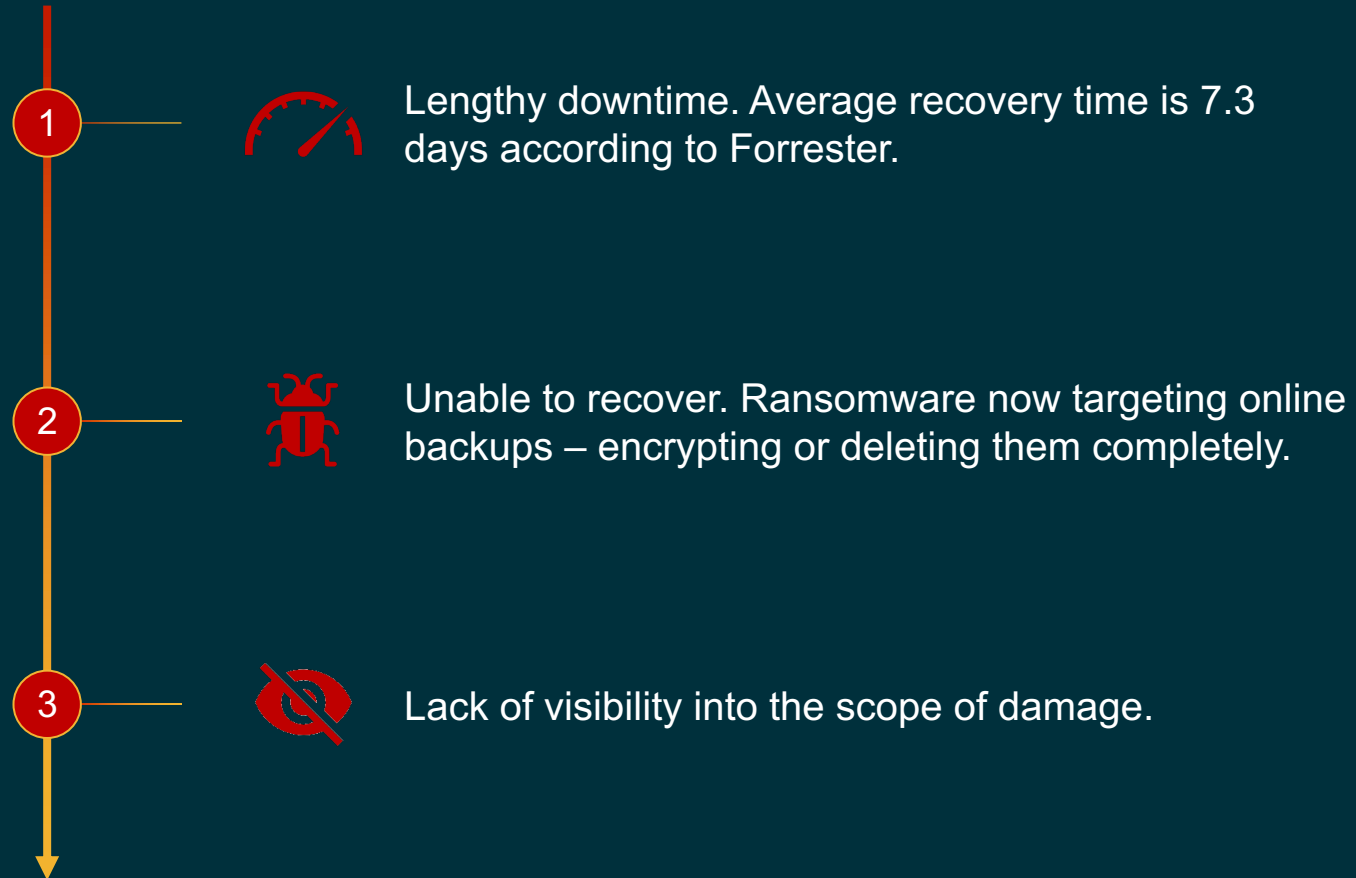 1
Lengthy downtime. Average recovery time is 7.3
days according to Forrester.
2
Unable to recover. Ransomware now targeting online
backups – encrypting or deleting them completely.
3
Lack of visibility into the scope of damage.